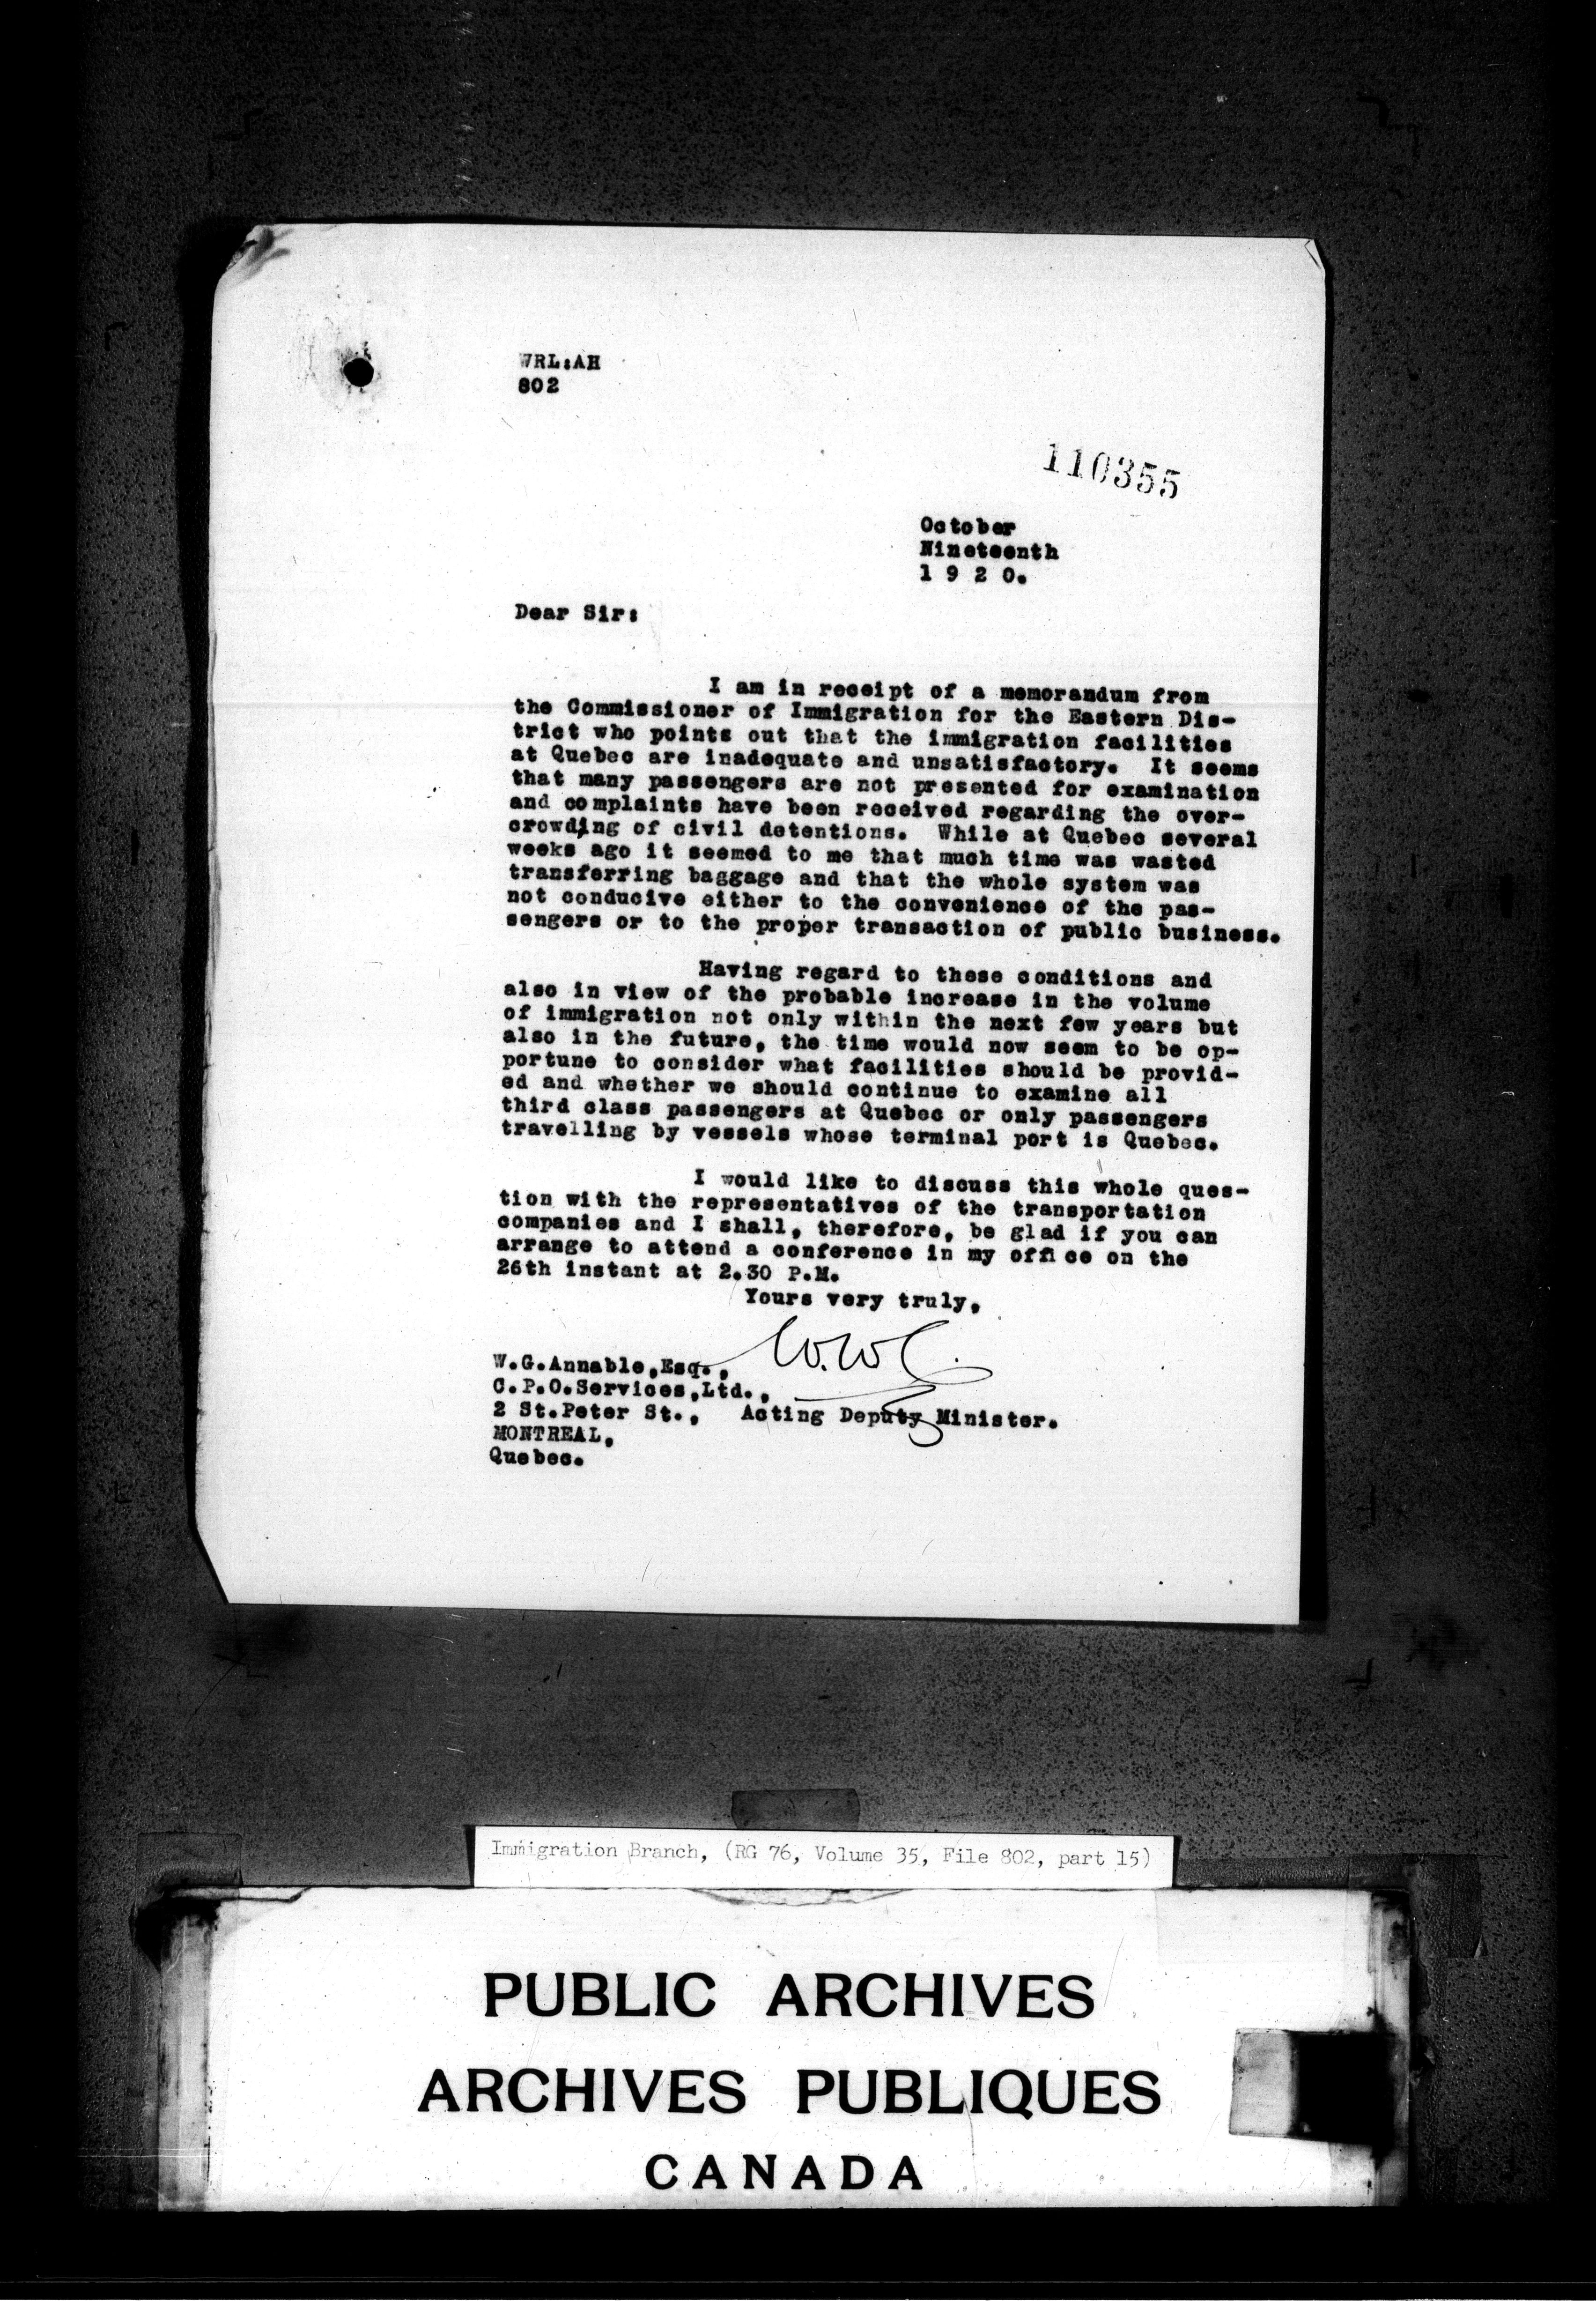 WRL:AH
802
110355
October
Nineteenth
1 9 2 0.
Dear Sir:
I am in receipt of a memorandum from
the Commissioner of Immigration for the Eastern Dis-
trict who points out that the immigration facilities
at Quebec are inadequate and unsatisfactory. It seems
that many passengers are not presented for examination
and complaints have been received regarding the over-
crowding of civil detentions. While at Quebec several
weeks ago it seemed to me that much time was wasted
transferring baggage and that the whole system was
not conducive either to the convenience of the pas-
sengers or to the proper transaction of public business.
Having regard to these conditions and
also in view of the probable increase in the volume
of immigration not only within the next few years but
also in the future, the time would now seem to be op-
portune to consider what facilities should be provid-
ed and whether we should continue to examine all
third class passengers at Quebec or only passengers
travelling by vessels whose terminal port is Quebec.
I would like to discuss this whole ques-
tion with the representatives of the transportation
companies and I shall, therefore, be glad if you can
arrange to attend a conference in my office on the
26th instant at 2.30 P.M.
Yours very truly,
W.G.Annable,Esq.,
C.P.O.Services,Ltd.,
2 St.Peter St., Acting Deputy Minister.
MONTREAL,
Quebec.
Immigration Branch, (RG 76, Volume 35, File 802, part 15)
PUBLIC ARCHIVES
ARCHIVES PUBLIQUES
CANADA